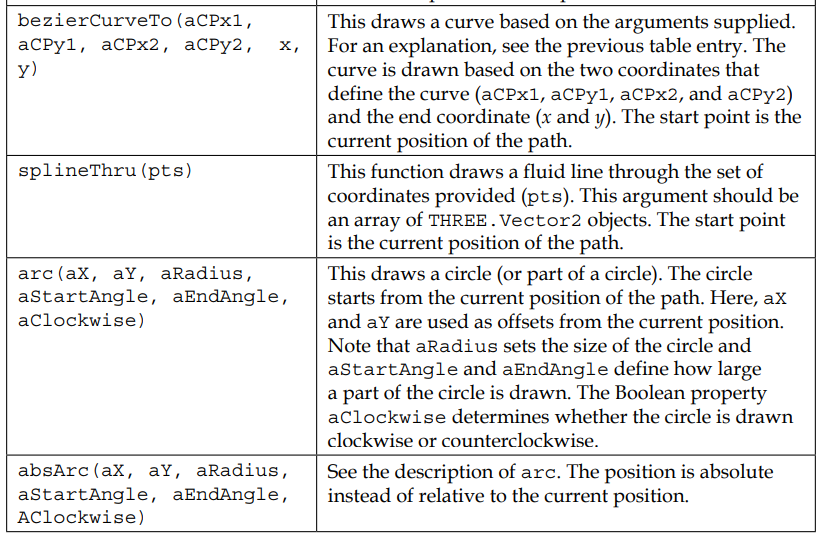 bezierCurveTo(aCPx1,
aCPy1, aCPx2, aCPy2, x,
y)
This draws a curve based on the arguments supplied.
For an explanation, see the previous table entry. The
curve is drawn based on the two coordinates that
define the curve (aCPx1, aCPy1, aCPx2, and aCPy2)
and the end coordinate (x and y). The start point is the
current position of the path.
splineThru(pts)
This function draws a fluid line through the set of
coordinates provided (pts). This argument should be
an array of THREE.Vector2 objects. The start point
is the current position of the path.
arc(aX, aY, aRadius,
aStartAngle, aEndAngle,
aClockwise)
This draws a circle (or part of a circle). The circle
starts from the current position of the path. Here, aX
and aY are used as offsets from the current position.
Note that aRadius sets the size of the circle and
aStartAngle and aEndAngle define how large
a part of the circle is drawn. The Boolean property
aClockwise determines whether the circle is drawn
clockwise or counterclockwise.
absArc(aX, aY, aRadius,
aStartAngle, aEndAngle,
AClockwise)
See the description of arc. The position is absolute
instead of relative to the current position.